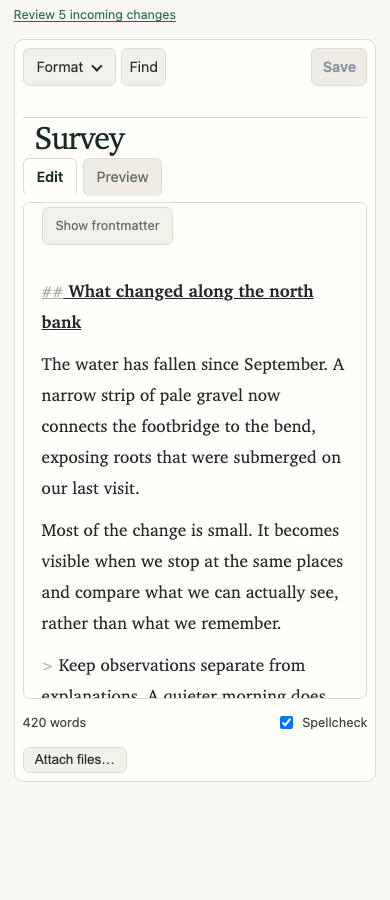 Review 5 incoming changes
Format Find Save
Survey
Edit Preview
Show frontmatter
## What changed along the north
bank
The water has fallen since September. A
narrow strip of pale gravel now
connects the footbridge to the bend,
exposing roots that were submerged on
our last visit.
Most of the change is small. It becomes
visible when we stop at the same places
and compare what we can actually see,
rather than what we remember.
> Keep observations separate from
explanations. A quieter morning does
420 words Spellcheck
Attach files…